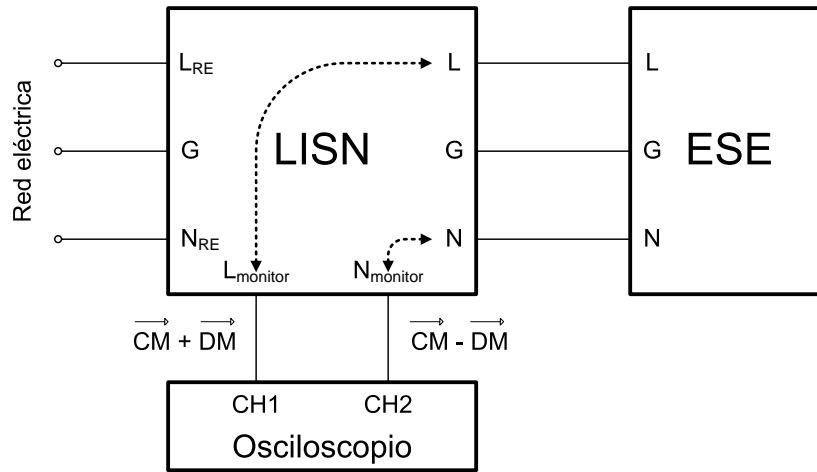 Red eléctrica
L_RE
G
N_RE
LISN
L
G
N
L_monitor
N_monitor
L
G
N
ESE
CM + DM
CM - DM
CH1 CH2
Osciloscopio